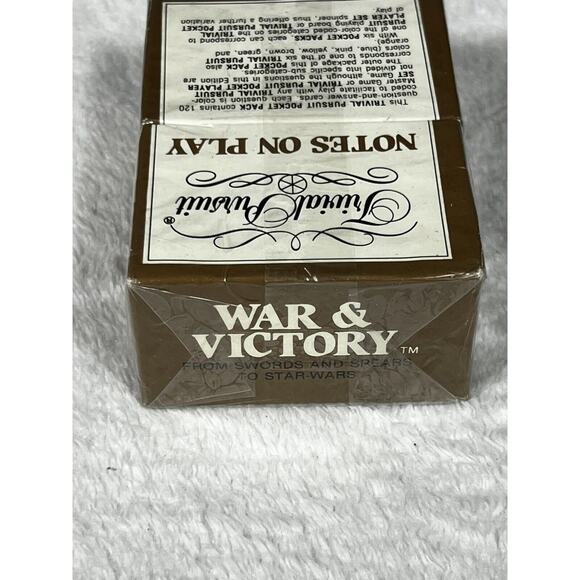 Trivial Pursuit®
NOTES ON PLAY
This TRIVIAL PURSUIT POCKET PACK contains 120
question-and-answer cards. Each question is color-
coded to facilitate play with any TRIVIAL PURSUIT
Master Game or TRIVIAL PURSUIT POCKET PLAYER
SET Game, although the questions in this Edition are
not divided into specific sub-categories.
The outer package of this POCKET PACK also
corresponds to one of the six
colors (blue, pink, yellow, brown, green, and
orange)
With six POCKET PACKS, each can correspond to
one of the color-coded categories on the TRIVIAL
PURSUIT playing board or TRIVIAL PURSUIT POCKET
PLAYER SET spinner, thus offering a further variation
of play.
WAR &
VICTORY™
FROM SWORDS AND SPEARS
TO STAR-WARS